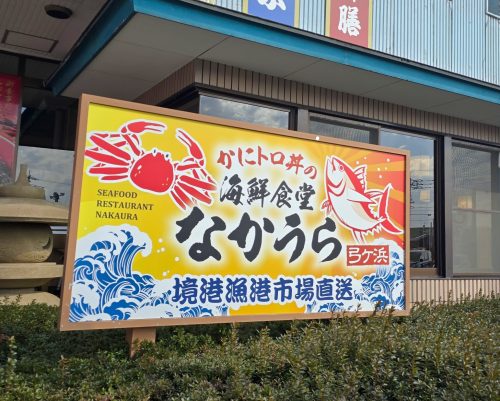 膳
かにトロ丼の
海鮮食堂
SEAFOOD
RESTAURANT
NAKAURA
なかうら
弓ケ浜
境港漁港市場直送